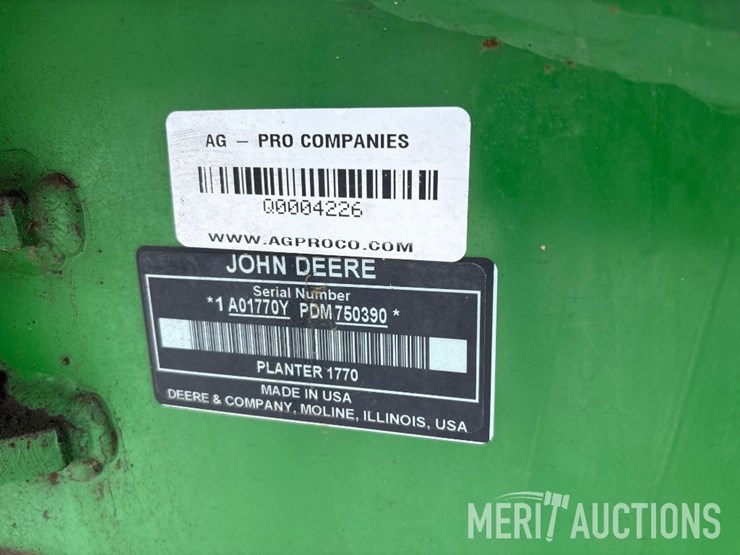 AG – PRO COMPANIES
Q0004226
WWW.AGPROCO.COM
JOHN DEERE
Serial Number
*1 A01770Y PDM 750390 *
PLANTER 1770
MADE IN USA
DEERE & COMPANY, MOLINE, ILLINOIS, USA
MERIT AUCTIONS